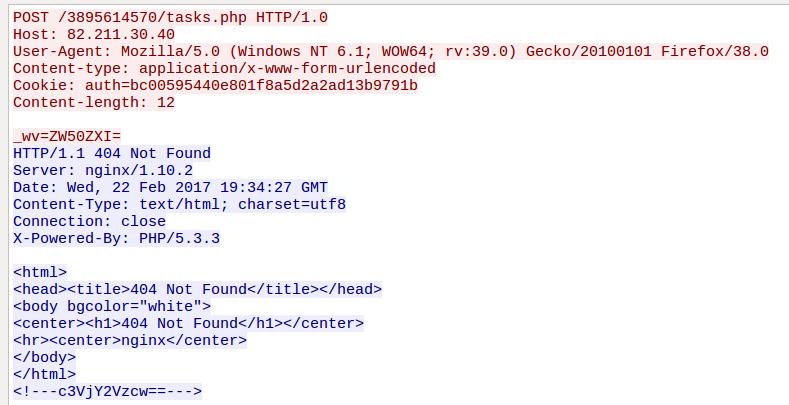 POST /3895614570/tasks.php HTTP/1.0
Host: 82.211.30.40
User-Agent: Mozilla/5.0 (Windows NT 6.1; WOW64; rv:39.0) Gecko/20100101 Firefox/38.0
Content-type: application/x-www-form-urlencoded
Cookie: auth=bc00595440e801f8a5d2a2ad13b9791b
Content-length: 12
_wv=ZW50ZXI=
HTTP/1.1 404 Not Found
Server: nginx/1.10.2
Date: Wed, 22 Feb 2017 19:34:27 GMT
Content-Type: text/html; charset=utf8
Connection: close
X-Powered-By: PHP/5.3.3
<html>
<head><title>404 Not Found</title></head>
<body bgcolor="white">
<center><h1>404 Not Found</h1></center>
<hr><center>nginx</center>
</body>
</html>
<!---c3VjY2Vzcw==--->